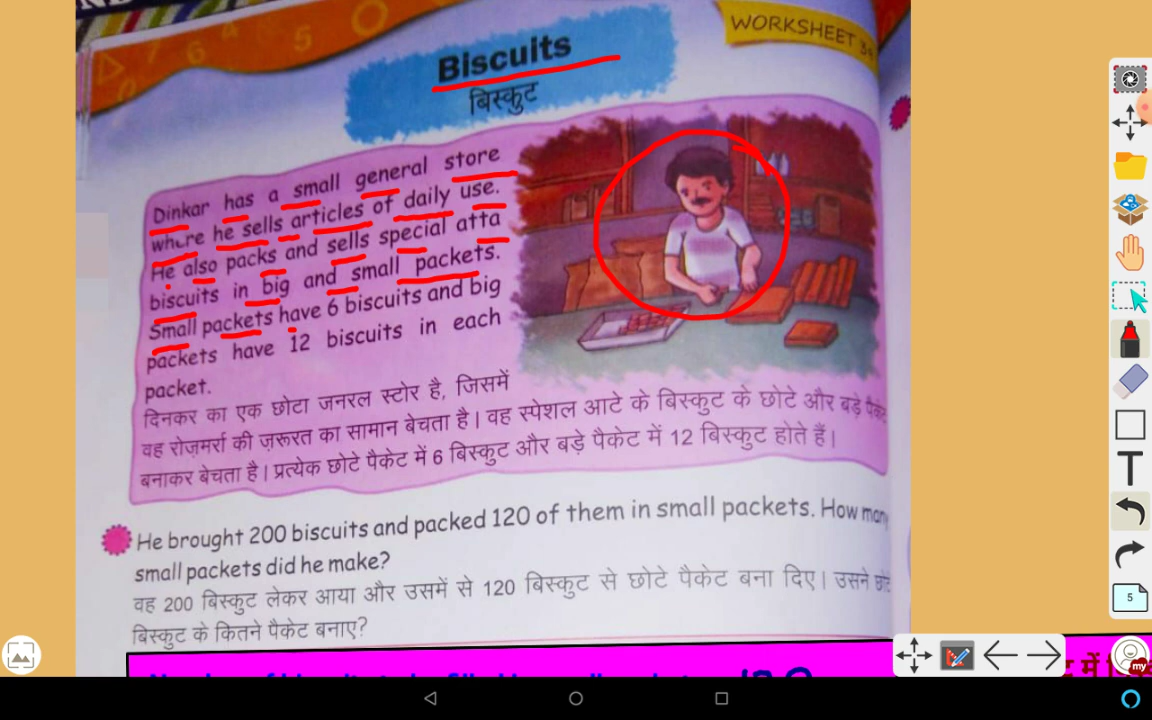 WORKSHEET
Biscuits
बिस्कुट
Dinkar has a small general store
where he sells articles of daily use.
He also packs and sells special atta
biscuits in big and small packets.
Small packets have 6 biscuits and big
packets have 12 biscuits in each
packet.
दिनकर का एक छोटा जनरल स्टोर है, जिसमें
वह रोज़मर्रा की ज़रूरत का सामान बेचता है। वह स्पेशल आटे के बिस्कुट के छोटे और बड़े पैकेट
बनाकर बेचता है। प्रत्येक छोटे पैकेट में 6 बिस्कुट और बड़े पैकेट में 12 बिस्कुट होते हैं।
He brought 200 biscuits and packed 120 of them in small packets. How many
small packets did he make?
वह 200 बिस्कुट लेकर आया और उसमें से 120 बिस्कुट से छोटे पैकेट बना दिए। उसने छोटे
बिस्कुट के कितने पैकेट बनाए?
T
5
my